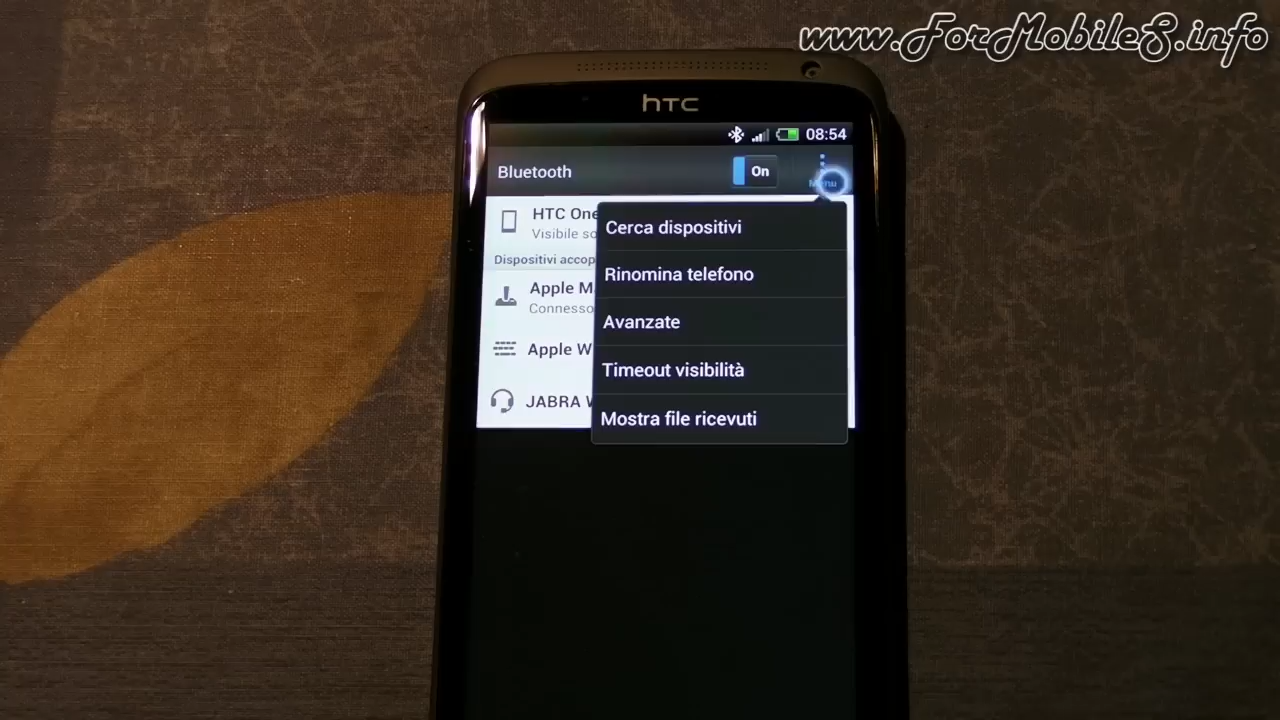 www.ForMobileS.info
hTC
08:54
Bluetooth
On
Menu
HTC One
Visibile so
Cerca dispositivi
Dispositivi accop
Rinomina telefono
Apple M
Connesso
Avanzate
Apple W
Timeout visibilità
JABRA
Mostra file ricevuti